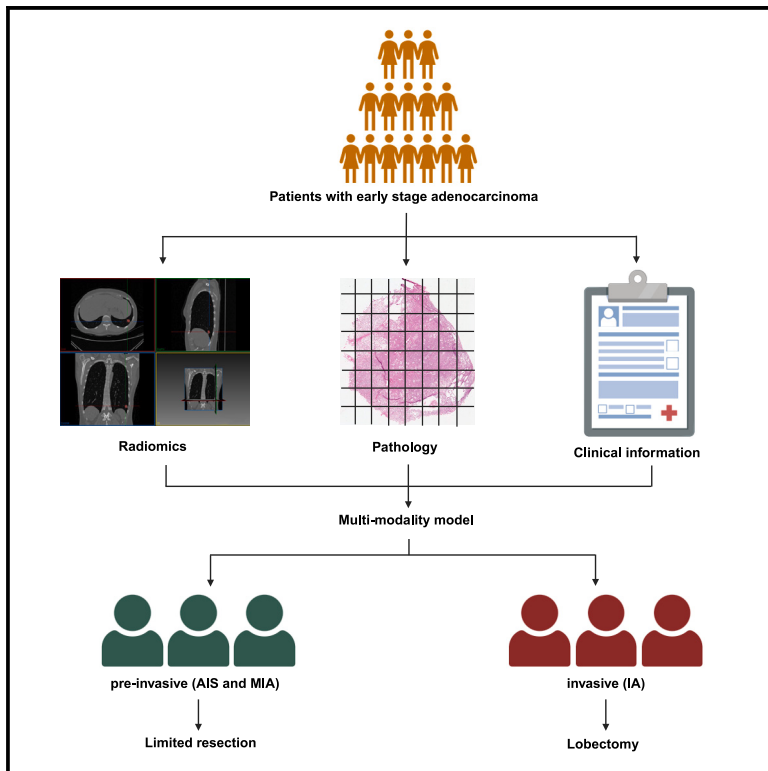 Patients with early stage adenocarcinoma
Radiomics
Pathology
Clinical information
Multi-modality model
pre-invasive (AIS and MIA)
invasive (IA)
Limited resection
Lobectomy